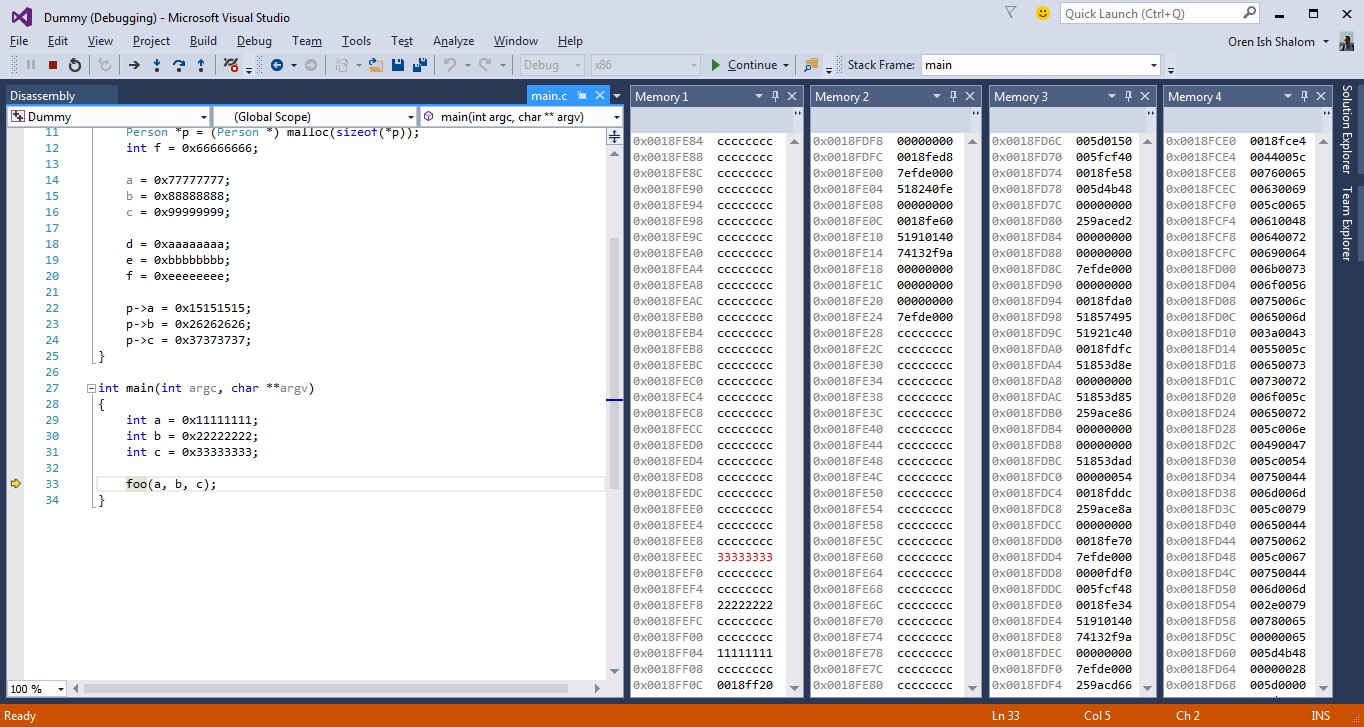 Dummy (Debugging) - Microsoft Visual Studio
Quick Launch (Ctrl+Q)
File Edit View Project Build Debug Team Tools Test Analyze Window Help
Oren Ish Shalom
Debug x86 Continue Stack Frame: main
Disassembly main.c
Dummy (Global Scope) main(int argc, char ** argv)
11 Person *p = (Person *) malloc(sizeof(*p));
12 int f = 0x66666666;
13
14 a = 0x77777777;
15 b = 0x88888888;
16 c = 0x99999999;
17
18 d = 0xaaaaaaaa;
19 e = 0xbbbbbbbb;
20 f = 0xeeeeeeee;
21
22 p->a = 0x15151515;
23 p->b = 0x26262626;
24 p->c = 0x37373737;
25 }
26
27 int main(int argc, char **argv)
28 {
29 int a = 0x11111111;
30 int b = 0x22222222;
31 int c = 0x33333333;
32
33 foo(a, b, c);
34 }
100 %
Memory 1
0x0018FE84 cccccccc
0x0018FE88 cccccccc
0x0018FE8C cccccccc
0x0018FE90 cccccccc
0x0018FE94 cccccccc
0x0018FE98 cccccccc
0x0018FE9C cccccccc
0x0018FEA0 cccccccc
0x0018FEA4 cccccccc
0x0018FEA8 cccccccc
0x0018FEAC cccccccc
0x0018FEB0 cccccccc
0x0018FEB4 cccccccc
0x0018FEB8 cccccccc
0x0018FEBC cccccccc
0x0018FEC0 cccccccc
0x0018FEC4 cccccccc
0x0018FEC8 cccccccc
0x0018FECC cccccccc
0x0018FED0 cccccccc
0x0018FED4 cccccccc
0x0018FED8 cccccccc
0x0018FEDC cccccccc
0x0018FEE0 cccccccc
0x0018FEE4 cccccccc
0x0018FEE8 cccccccc
0x0018FEEC 33333333
0x0018FEF0 cccccccc
0x0018FEF4 cccccccc
0x0018FEF8 22222222
0x0018FEFC cccccccc
0x0018FF00 cccccccc
0x0018FF04 11111111
0x0018FF08 cccccccc
0x0018FF0C 0018ff20
Memory 2
0x0018FDF8 00000000
0x0018FDFC 0018fed8
0x0018FE00 7efde000
0x0018FE04 518240fe
0x0018FE08 00000000
0x0018FE0C 0018fe60
0x0018FE10 51910140
0x0018FE14 74132f9a
0x0018FE18 00000000
0x0018FE1C 00000000
0x0018FE20 00000000
0x0018FE24 7efde000
0x0018FE28 cccccccc
0x0018FE2C cccccccc
0x0018FE30 cccccccc
0x0018FE34 cccccccc
0x0018FE38 cccccccc
0x0018FE3C cccccccc
0x0018FE40 cccccccc
0x0018FE44 cccccccc
0x0018FE48 cccccccc
0x0018FE4C cccccccc
0x0018FE50 cccccccc
0x0018FE54 cccccccc
0x0018FE58 cccccccc
0x0018FE5C cccccccc
0x0018FE60 cccccccc
0x0018FE64 cccccccc
0x0018FE68 cccccccc
0x0018FE6C cccccccc
0x0018FE70 cccccccc
0x0018FE74 cccccccc
0x0018FE78 cccccccc
0x0018FE7C cccccccc
0x0018FE80 cccccccc
Memory 3
0x0018FD6C 005d0150
0x0018FD70 005fcf40
0x0018FD74 0018fe58
0x0018FD78 005d4b48
0x0018FD7C 00000000
0x0018FD80 259aced2
0x0018FD84 00000000
0x0018FD88 00000000
0x0018FD8C 7efde000
0x0018FD90 00000000
0x0018FD94 0018fda0
0x0018FD98 51857495
0x0018FD9C 51921c40
0x0018FDA0 0018fdfc
0x0018FDA4 51853d8e
0x0018FDA8 00000000
0x0018FDAC 51853d85
0x0018FDB0 259ace86
0x0018FDB4 00000000
0x0018FDB8 00000000
0x0018FDBC 51853dad
0x0018FDC0 00000054
0x0018FDC4 0018fddc
0x0018FDC8 259ace8a
0x0018FDCC 00000000
0x0018FDD0 0018fe70
0x0018FDD4 7efde000
0x0018FDD8 0000fdf0
0x0018FDDC 005fcf48
0x0018FDE0 0018fe34
0x0018FDE4 51910140
0x0018FDE8 74132f9a
0x0018FDEC 00000000
0x0018FDF0 7efde000
0x0018FDF4 259acd66
Memory 4
0x0018FCE0 0018fce4
0x0018FCE4 0044005c
0x0018FCE8 00760065
0x0018FCEC 00630069
0x0018FCF0 005c0065
0x0018FCF4 00610048
0x0018FCF8 00640072
0x0018FCFC 00690064
0x0018FD00 006b0073
0x0018FD04 006f0056
0x0018FD08 0075006c
0x0018FD0C 0065006d
0x0018FD10 003a0043
0x0018FD14 0055005c
0x0018FD18 00650073
0x0018FD1C 00730072
0x0018FD20 006f005c
0x0018FD24 00650072
0x0018FD28 005c006e
0x0018FD2C 00490047
0x0018FD30 005c0054
0x0018FD34 00750044
0x0018FD38 006d006d
0x0018FD3C 005c0079
0x0018FD40 00650044
0x0018FD44 00750062
0x0018FD48 005c0067
0x0018FD4C 00750044
0x0018FD50 006d006d
0x0018FD54 002e0079
0x0018FD58 00780065
0x0018FD5C 00000065
0x0018FD60 005d4b48
0x0018FD64 00000028
0x0018FD68 005d0000
Solution Explorer
Team Explorer
Ready Ln 33 Col 5 Ch 2 INS